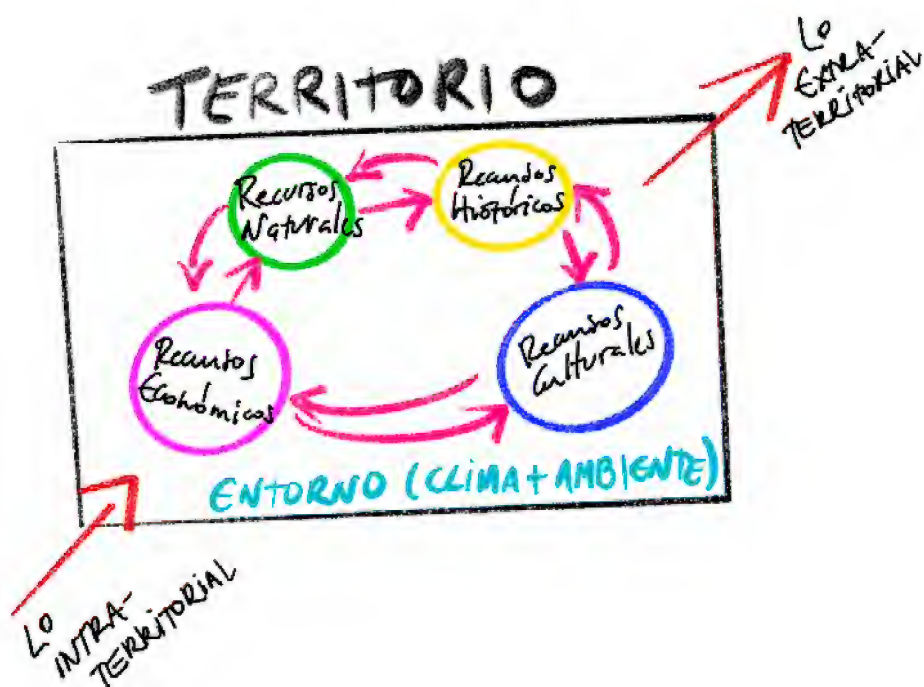 TERRITORIO
LO
EXTRA-
TERRITORIAL
Recursos
Naturales
Recursos
Históricos
Recursos
Económicos
Recursos
Culturales
ENTORNO (CLIMA + AMBIENTE)
LO
INTRA-
TERRITORIAL